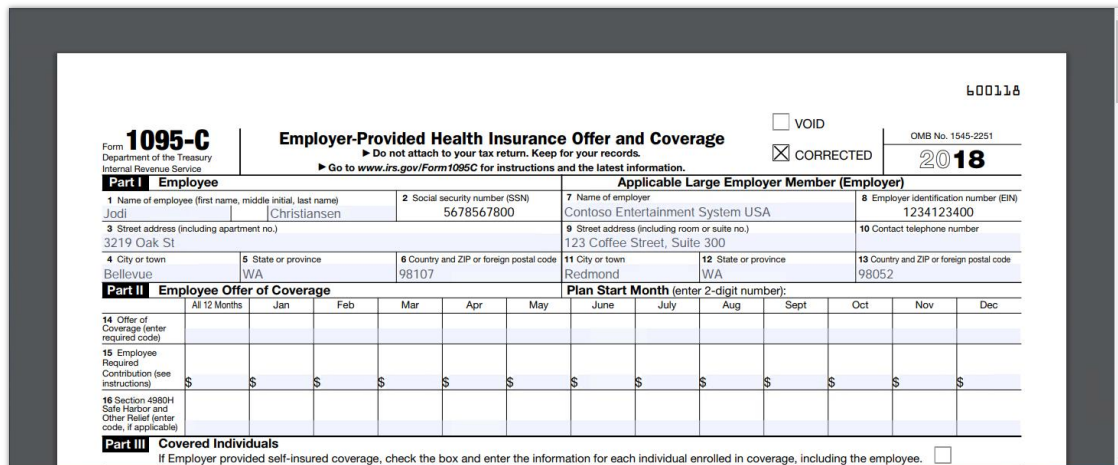 600118
Form 1095-C
Department of the Treasury
Internal Revenue Service
Employer-Provided Health Insurance Offer and Coverage
▶ Do not attach to your tax return. Keep for your records.
▶ Go to www.irs.gov/Form1095C for instructions and the latest information.
VOID
CORRECTED
OMB No. 1545-2251
2018
Part I Employee
Applicable Large Employer Member (Employer)
1 Name of employee (first name, middle initial, last name)
2 Social security number (SSN)
7 Name of employer
8 Employer identification number (EIN)
Jodi Christiansen
5678567800
Contoso Entertainment System USA
1234123400
3 Street address (including apartment no.)
9 Street address (including room or suite no.)
10 Contact telephone number
3219 Oak St
123 Coffee Street, Suite 300
4 City or town
5 State or province
6 Country and ZIP or foreign postal code
11 City or town
12 State or province
13 Country and ZIP or foreign postal code
Bellevue
WA
98107
Redmond
WA
98052
Part II Employee Offer of Coverage
Plan Start Month (enter 2-digit number):
All 12 Months Jan Feb Mar Apr May June July Aug Sept Oct Nov Dec
14 Offer of
Coverage (enter
required code)
15 Employee
Required
Contribution (see
instructions)
$ $ $ $ $ $ $ $ $ $ $ $ $
16 Section 4980H
Safe Harbor and
Other Relief (enter
code, if applicable)
Part III Covered Individuals
If Employer provided self-insured coverage, check the box and enter the information for each individual enrolled in coverage, including the employee.